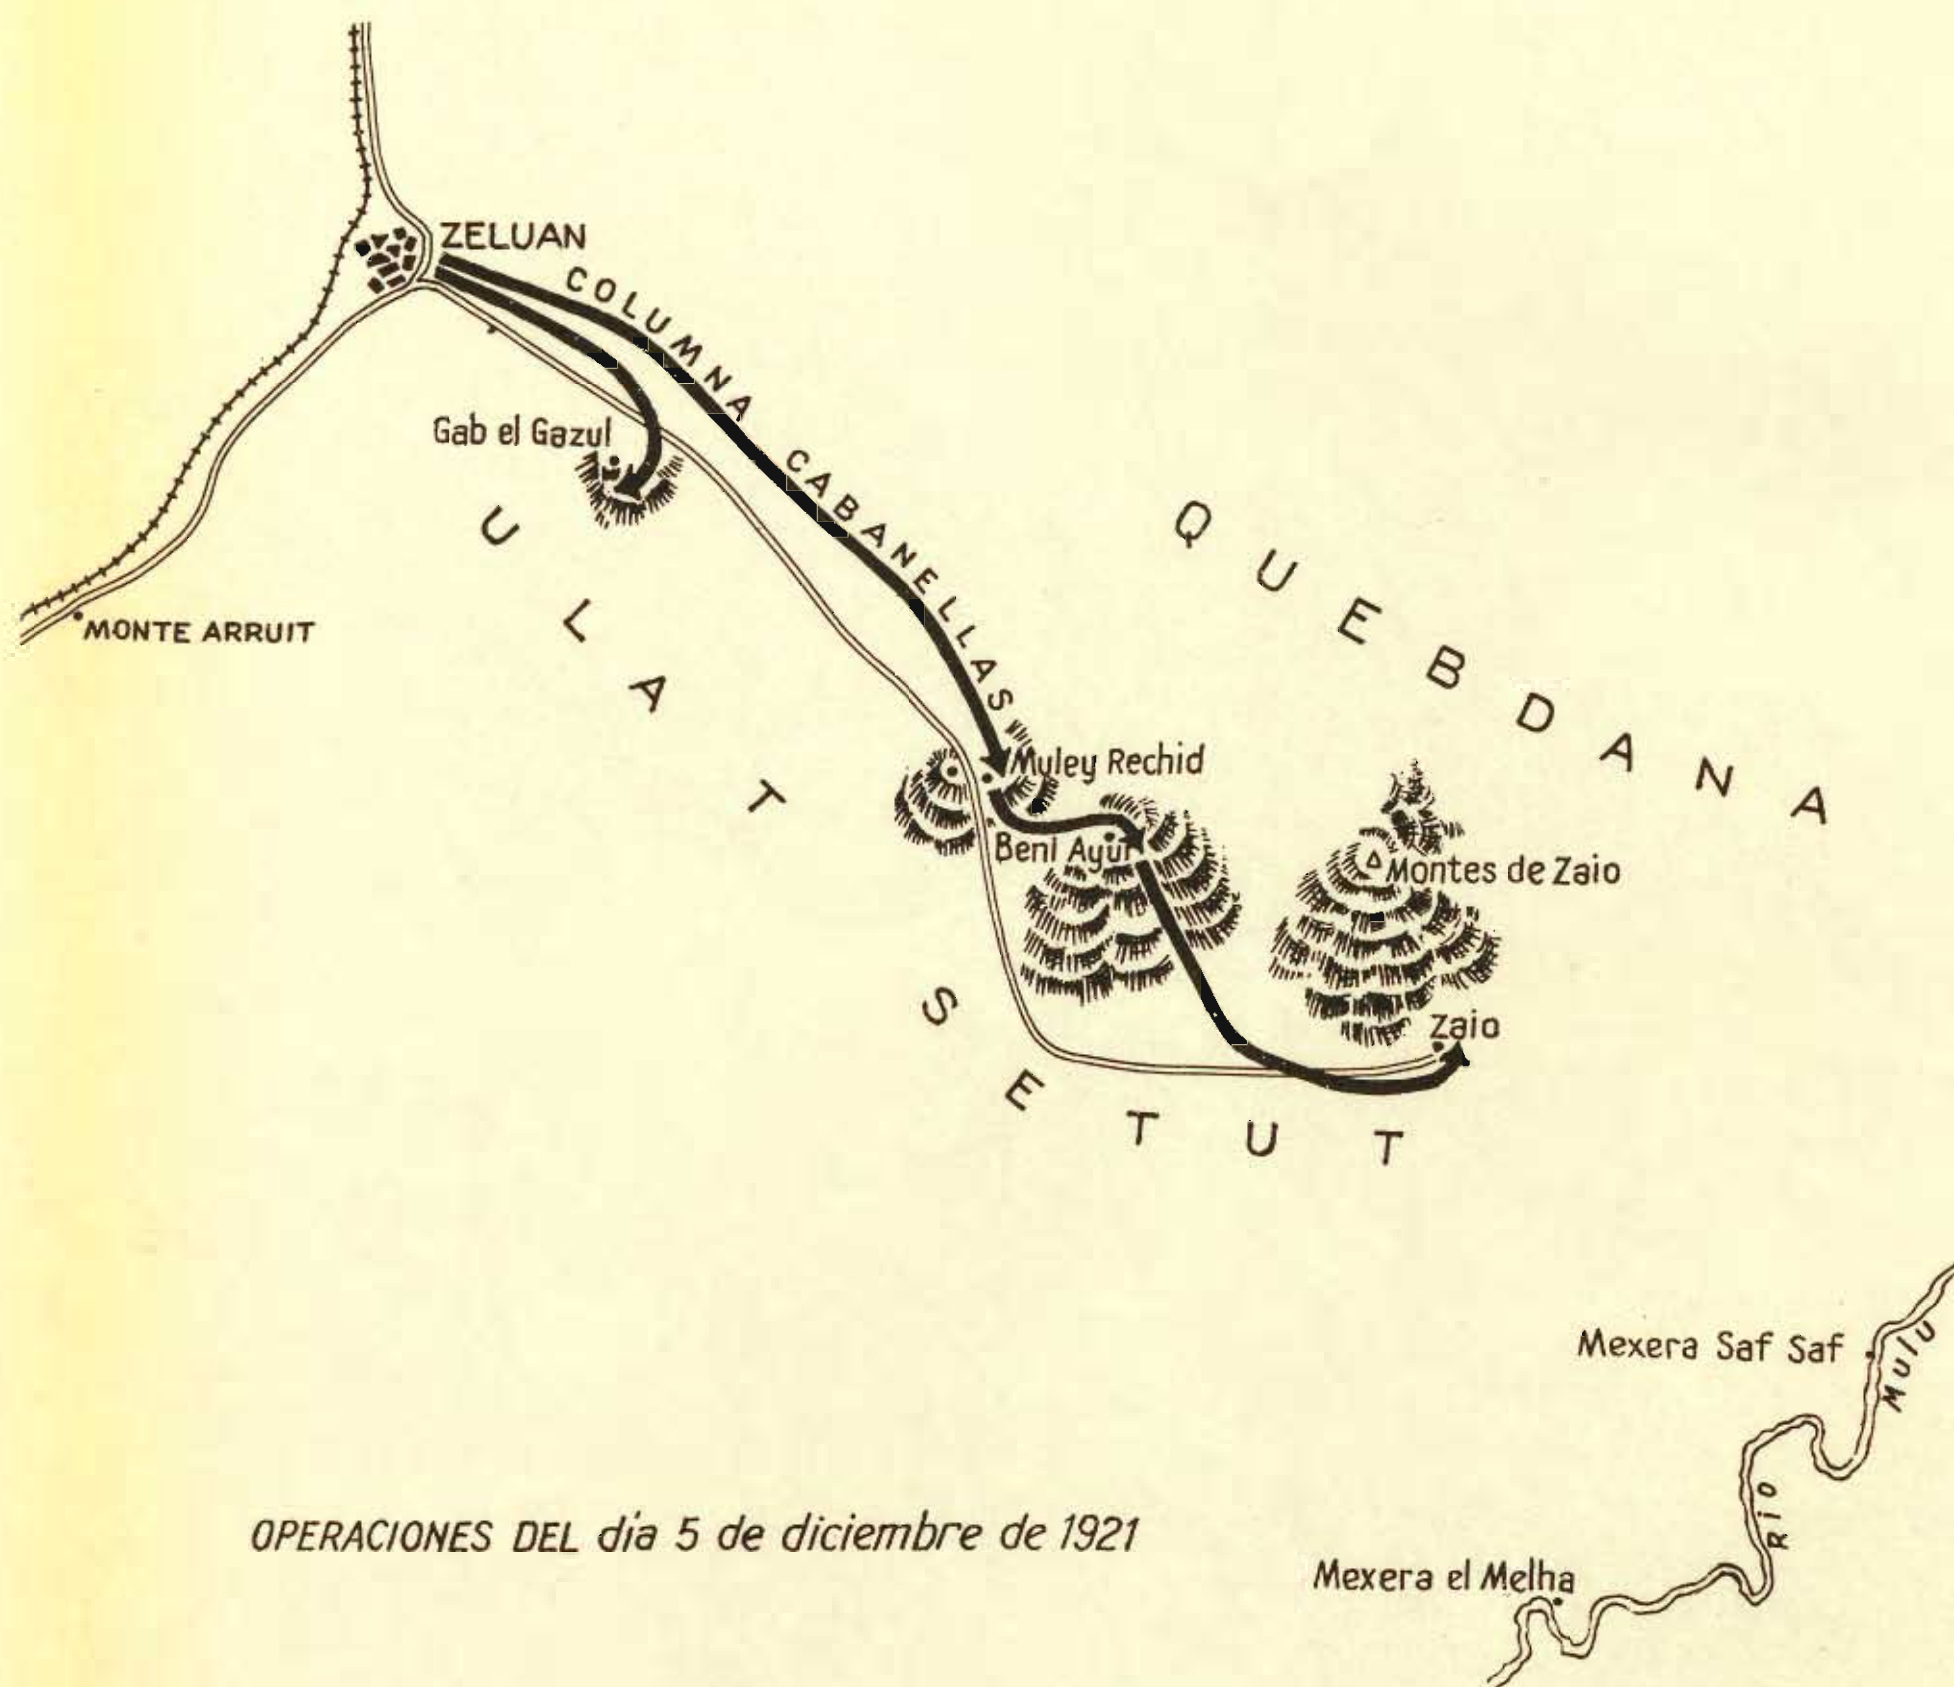 ZELUAN
COLUMNA CABANELLAS
Gab el Gazul
QUEBDANA
ULAT SETUT
MONTE ARRUIT
Muley Rechid
Beni Ayur
Montes de Zaio
Zaio
Mexera Saf Saf
RIO MULU
OPERACIONES DEL día 5 de diciembre de 1921
Mexera el Melha